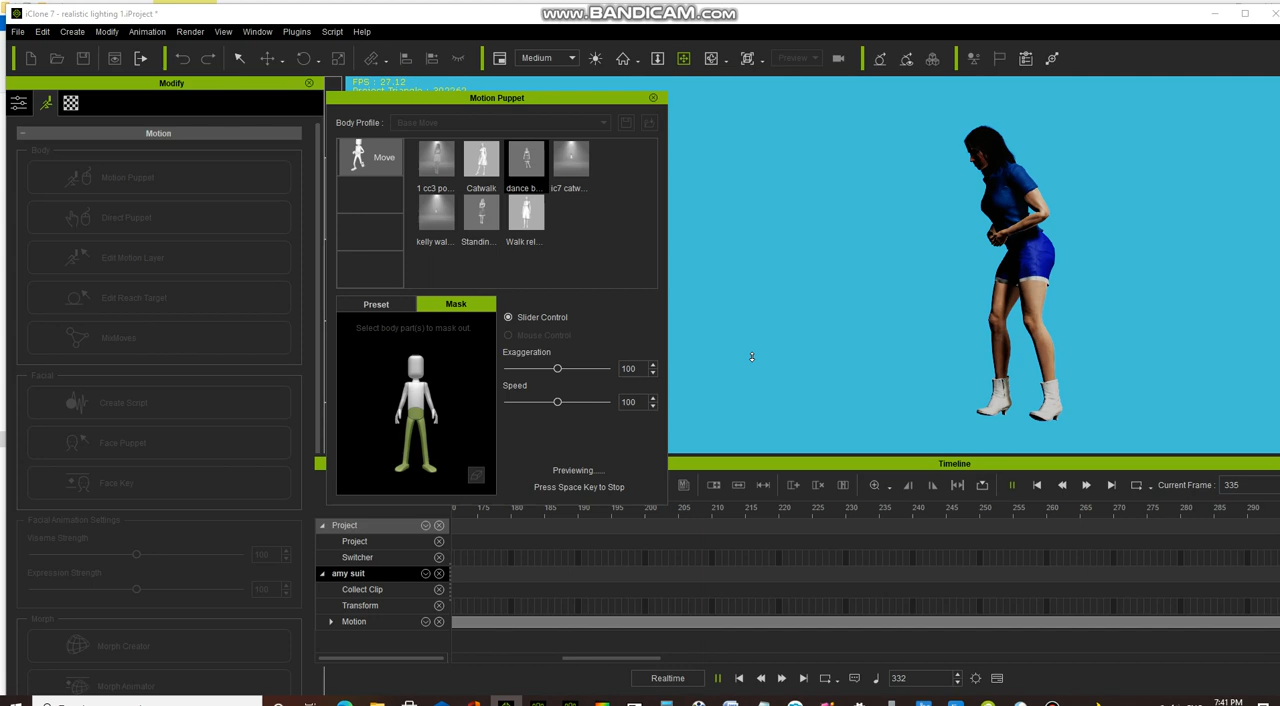 iClone 7 - realistic lighting 1.iProject *
www.BANDICAM.com
File Edit Create Modify Animation Render View Window Plugins Script Help
Medium
Preview
Modify
FPS : 27.12
Motion Puppet
Body Profile : Base Move
Motion
Body
Motion Puppet
Direct Puppet
Edit Motion Layer
Edit Reach Target
MixMoves
Facial
Create Script
Face Puppet
Face Key
Facial Animation Settings
Viseme Strength
100
Expression Strength
100
Morph
Morph Creator
Morph Animator
Move
1 cc3 po... Catwalk dance b... ic7 catw...
kelly wal... Standin... Walk rel...
Preset Mask
Select body part(s) to mask out.
Slider Control
Mouse Control
Exaggeration
100
Speed
100
Previewing......
Press Space Key to Stop
Timeline
Current Frame : 335
175 180 185 190 195 200 205 210 215 220 225 230 235 240 245 250 255 260 265 270 275 280 285 290
Project
Project
Switcher
amy suit
Collect Clip
Transform
Motion
Realtime
332
7:41 PM